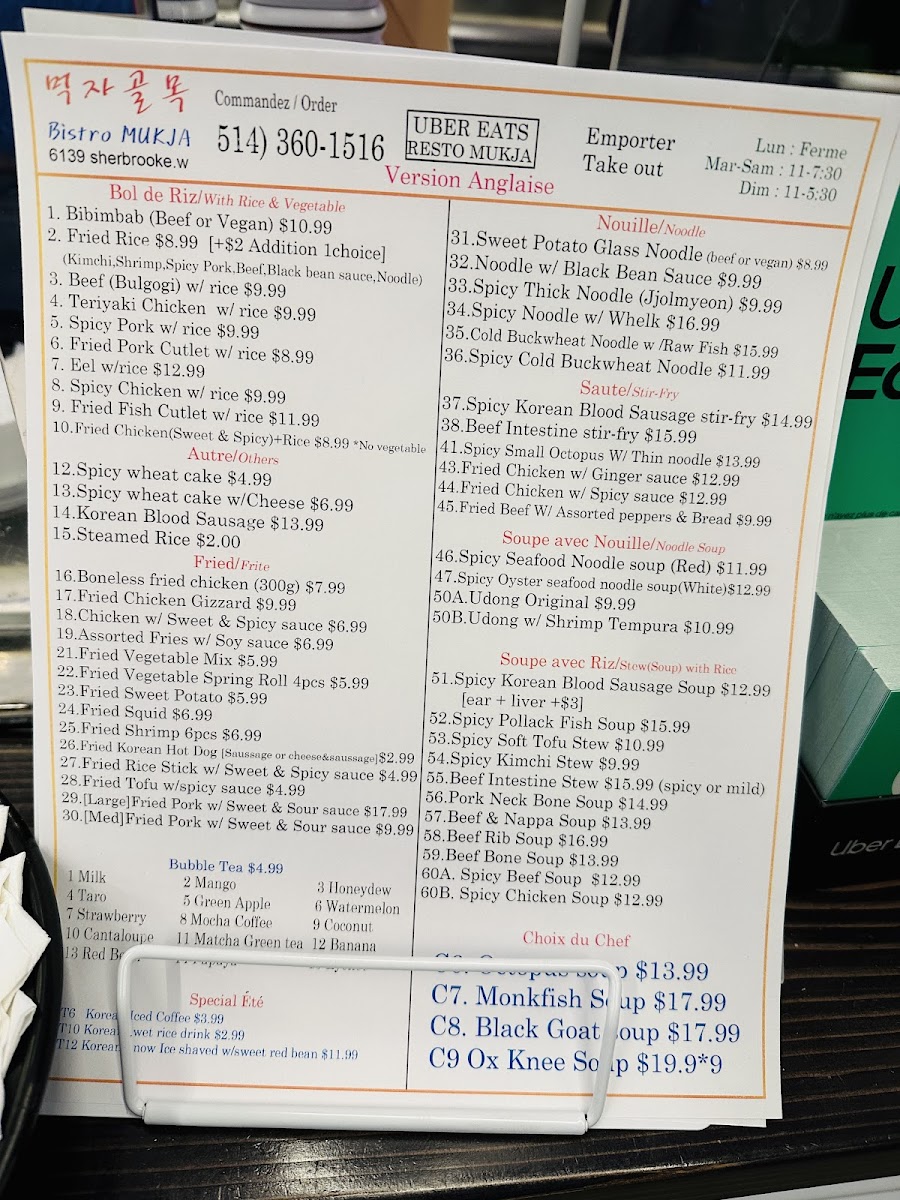 먹자골목
Commandez / Order
Bistro MUKJA
514) 360-1516
6139 sherbrooke.w
UBER EATS
RESTO MUKJA
Version Anglaise
Emporter
Take out
Lun : Ferme
Mar-Sam : 11-7:30
Dim : 11-5:30
Bol de Riz/With Rice & Vegetable
1. Bibimbab (Beef or Vegan) $10.99
2. Fried Rice $8.99 [+$2 Addition 1choice]
(Kimchi,Shrimp,Spicy Pork,Beef,Black bean sauce,Noodle)
3. Beef (Bulgogi) w/ rice $9.99
4. Teriyaki Chicken w/ rice $9.99
5. Spicy Pork w/ rice $9.99
6. Fried Pork Cutlet w/ rice $8.99
7. Eel w/rice $12.99
8. Spicy Chicken w/ rice $9.99
9. Fried Fish Cutlet w/ rice $11.99
10.Fried Chicken(Sweet & Spicy)+Rice $8.99 *No vegetable
Autre/Others
12.Spicy wheat cake $4.99
13.Spicy wheat cake w/Cheese $6.99
14.Korean Blood Sausage $13.99
15.Steamed Rice $2.00
Fried/Frite
16.Boneless fried chicken (300g) $7.99
17.Fried Chicken Gizzard $9.99
18.Chicken w/ Sweet & Spicy sauce $6.99
19.Assorted Fries w/ Soy sauce $6.99
21.Fried Vegetable Mix $5.99
22.Fried Vegetable Spring Roll 4pcs $5.99
23.Fried Sweet Potato $5.99
24.Fried Squid $6.99
25.Fried Shrimp 6pcs $6.99
26.Fried Korean Hot Dog [Saussage or cheese&saussage]$2.99
27.Fried Rice Stick w/ Sweet & Spicy sauce $4.99
28.Fried Tofu w/spicy sauce $4.99
29.[Large]Fried Pork w/ Sweet & Sour sauce $17.99
30.[Med]Fried Pork w/ Sweet & Sour sauce $9.99
Bubble Tea $4.99
1 Milk 2 Mango 3 Honeydew
4 Taro 5 Green Apple 6 Watermelon
7 Strawberry 8 Mocha Coffee 9 Coconut
10 Cantaloupe 11 Matcha Green tea 12 Banana
13 Red
Special Été
T6 Korea Iced Coffee $3.99
T10 Korea wet rice drink $2.99
T12 Korean now Ice shaved w/sweet red bean $11.99
Nouille/Noodle
31.Sweet Potato Glass Noodle (beef or vegan) $8.99
32.Noodle w/ Black Bean Sauce $9.99
33.Spicy Thick Noodle (Jjolmyeon) $9.99
34.Spicy Noodle w/ Whelk $16.99
35.Cold Buckwheat Noodle w /Raw Fish $15.99
36.Spicy Cold Buckwheat Noodle $11.99
Saute/Stir-Fry
37.Spicy Korean Blood Sausage stir-fry $14.99
38.Beef Intestine stir-fry $15.99
41.Spicy Small Octopus W/ Thin noodle $13.99
43.Fried Chicken w/ Ginger sauce $12.99
44.Fried Chicken w/ Spicy sauce $12.99
45.Fried Beef W/ Assorted peppers & Bread $9.99
Soupe avec Nouille/Noodle Soup
46.Spicy Seafood Noodle soup (Red) $11.99
47.Spicy Oyster seafood noodle soup(White)$12.99
50A.Udong Original $9.99
50B.Udong w/ Shrimp Tempura $10.99
Soupe avec Riz/Stew(Soup) with Rice
51.Spicy Korean Blood Sausage Soup $12.99
[ear + liver +$3]
52.Spicy Pollack Fish Soup $15.99
53.Spicy Soft Tofu Stew $10.99
54.Spicy Kimchi Stew $9.99
55.Beef Intestine Stew $15.99 (spicy or mild)
56.Pork Neck Bone Soup $14.99
57.Beef & Nappa Soup $13.99
58.Beef Rib Soup $16.99
59.Beef Bone Soup $13.99
60A. Spicy Beef Soup $12.99
60B. Spicy Chicken Soup $12.99
Choix du Chef
Octopus soup $13.99
C7. Monkfish Soup $17.99
C8. Black Goat soup $17.99
C9 Ox Knee Soup $19.9*9
Uber